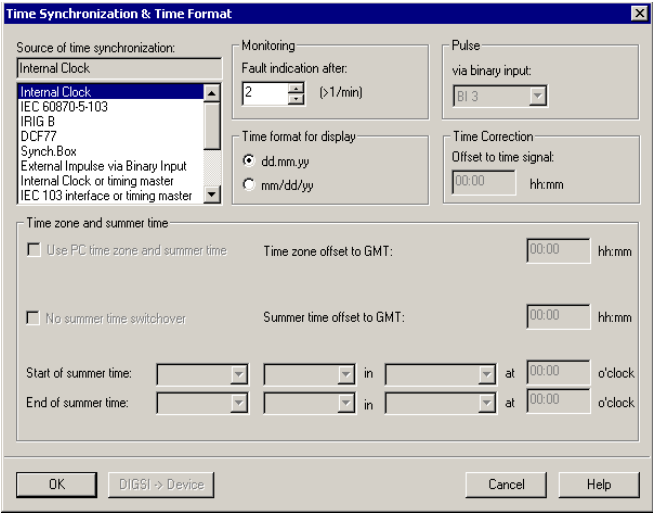 Time Synchronization & Time Format
Source of time synchronization:
Internal Clock
Internal Clock
IEC 60870-5-103
IRIG B
DCF77
Synch.Box
External Impulse via Binary Input
Internal Clock or timing master
IEC 103 interface or timing master
Monitoring
Fault indication after:
2 (>1/min)
Pulse
via binary input:
BI 3
Time format for display
dd.mm.yy
mm/dd/yy
Time Correction
Offset to time signal:
00:00 hh:mm
Time zone and summer time
Use PC time zone and summer time Time zone offset to GMT: 00:00 hh:mm
No summer time switchover Summer time offset to GMT: 00:00 hh:mm
Start of summer time: in at 00:00 o'clock
End of summer time: in at 00:00 o'clock
OK DIGSI -> Device Cancel Help